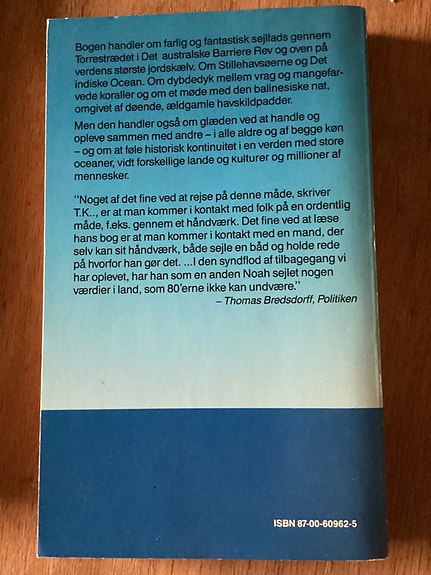 Bogen handler om farlig og fantastisk sejllads gennem
Torrestrædet i Det australske Barriere Rev og oven på
verdens største jordskælv. Om Stillehavsøerne og Det
indiske Ocean. Om dybdedyk mellem vrag og mangefar-
vede koraller og om et møde med den balinesiske nat,
omgivet af døende, ældgamle havskildpadder.
Men den handler også om glæden ved at handle og
opleve sammen med andre – i alle aldre og af begge køn
– og om at føle historisk kontinuitet i en verden med store
oceaner, vidt forskellige lande og kulturer og millioner af
mennesker.
"Noget af det fine ved at rejse på denne måde, skriver
T.K.., er at man kommer i kontakt med folk på en ordentlig
måde, f.eks. gennem et håndværk. Det fine ved at læse
hans bog er at man kommer i kontakt med en mand, der
selv kan sit håndværk, både sejle en båd og holde rede
på hvorfor han gør det. ...I den syndflod af tilbagegang vi
har oplevet, har han som en anden Noah sejlet nogen
værdier i land, som 80'erne ikke kan undvære."
– Thomas Bredsdorff, Politiken
ISBN 87-00-60962-5